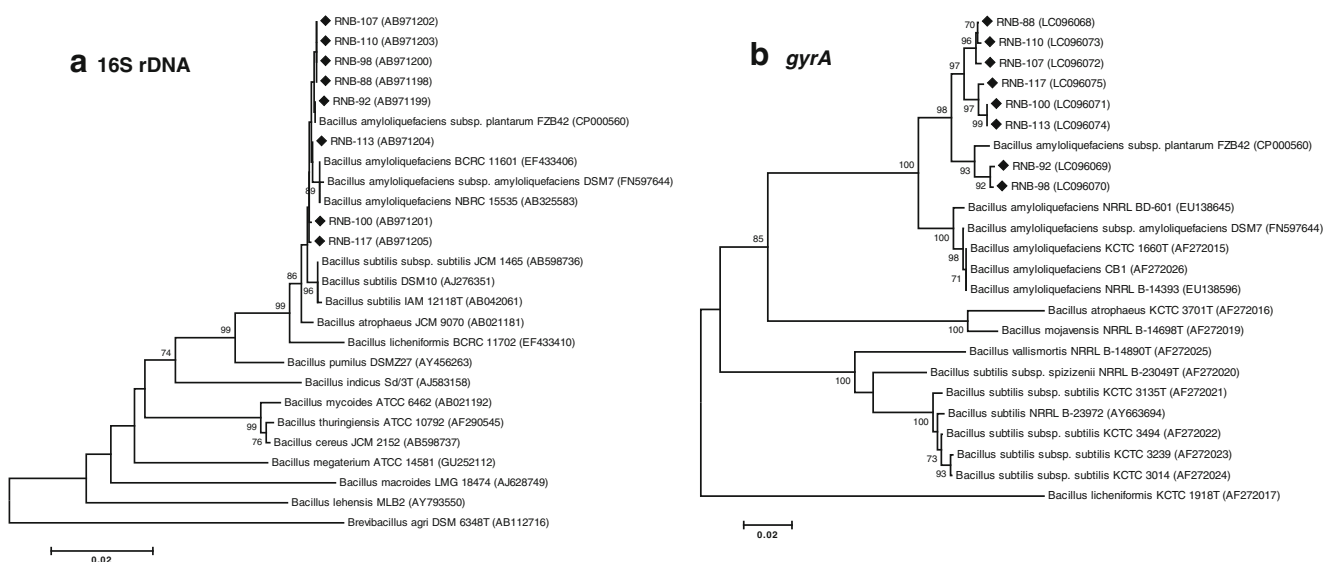 a 16S rDNA
RNB-107 (AB971202)
RNB-110 (AB971203)
RNB-98 (AB971200)
RNB-88 (AB971198)
RNB-92 (AB971199)
Bacillus amyloliquefaciens subsp. plantarum FZB42 (CP000560)
RNB-113 (AB971204)
Bacillus amyloliquefaciens BCRC 11601 (EF433406)
Bacillus amyloliquefaciens subsp. amyloliquefaciens DSM7 (FN597644)
89
Bacillus amyloliquefaciens NBRC 15535 (AB325583)
RNB-100 (AB971201)
RNB-117 (AB971205)
Bacillus subtilis subsp. subtilis JCM 1465 (AB598736)
86
Bacillus subtilis DSM10 (AJ276351)
96
Bacillus subtilis IAM 12118T (AB042061)
99
Bacillus atrophaeus JCM 9070 (AB021181)
99
Bacillus licheniformis BCRC 11702 (EF433410)
74
Bacillus pumilus DSMZ27 (AY456263)
Bacillus indicus Sd/3T (AJ583158)
Bacillus mycoides ATCC 6462 (AB021192)
99
Bacillus thuringiensis ATCC 10792 (AF290545)
76
Bacillus cereus JCM 2152 (AB598737)
Bacillus megaterium ATCC 14581 (GU252112)
Bacillus macroides LMG 18474 (AJ628749)
Bacillus lehensis MLB2 (AY793550)
Brevibacillus agri DSM 6348T (AB112716)
0.02
b gyrA
70
RNB-88 (LC096068)
96
RNB-110 (LC096073)
97
RNB-107 (LC096072)
RNB-117 (LC096075)
98
97
RNB-100 (LC096071)
99
RNB-113 (LC096074)
Bacillus amyloliquefaciens subsp. plantarum FZB42 (CP000560)
100
93
RNB-92 (LC096069)
92
RNB-98 (LC096070)
Bacillus amyloliquefaciens NRRL BD-601 (EU138645)
Bacillus amyloliquefaciens subsp. amyloliquefaciens DSM7 (FN597644)
85
100
Bacillus amyloliquefaciens KCTC 1660T (AF272015)
98
Bacillus amyloliquefaciens CB1 (AF272026)
71
Bacillus amyloliquefaciens NRRL B-14393 (EU138596)
Bacillus atrophaeus KCTC 3701T (AF272016)
100
Bacillus mojavensis NRRL B-14698T (AF272019)
Bacillus vallismortis NRRL B-14890T (AF272025)
100
Bacillus subtilis subsp. spizizenii NRRL B-23049T (AF272020)
Bacillus subtilis subsp. subtilis KCTC 3135T (AF272021)
100
Bacillus subtilis NRRL B-23972 (AY663694)
Bacillus subtilis subsp. subtilis KCTC 3494 (AF272022)
73
Bacillus subtilis subsp. subtilis KCTC 3239 (AF272023)
93
Bacillus subtilis subsp. subtilis KCTC 3014 (AF272024)
Bacillus licheniformis KCTC 1918T (AF272017)
0.02